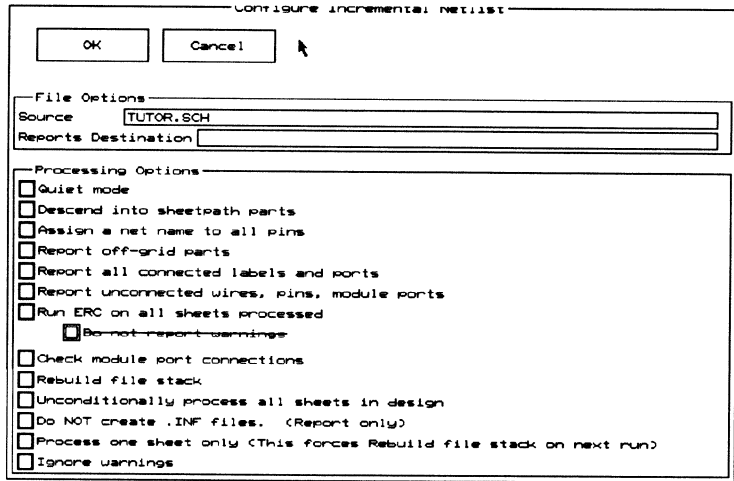 Configure Incremental Netlist
OK Cancel
File Options
Source TUTOR.SCH
Reports Destination
Processing Options
Quiet mode
Descend into sheetpath parts
Assign a net name to all pins
Report off-grid parts
Report all connected labels and ports
Report unconnected wires, pins, module ports
Run ERC on all sheets processed
Do not report warnings
Check module port connections
Rebuild file stack
Unconditionally process all sheets in design
Do NOT create .INF files. (Report only)
Process one sheet only (This forces Rebuild file stack on next run)
Ignore warnings